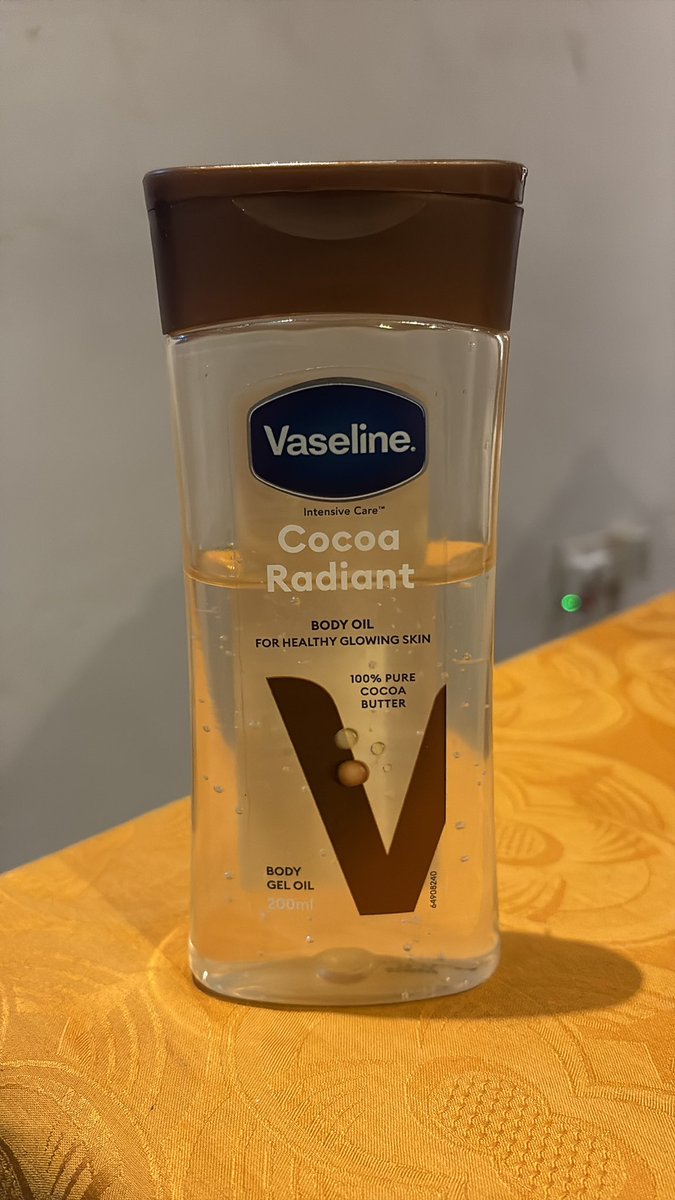 Vaseline.
Intensive Care™
Cocoa
Radiant
BODY OIL
FOR HEALTHY GLOWING SKIN
100% PURE
COCOA
BUTTER
BODY
GEL OIL
200ml
64908240